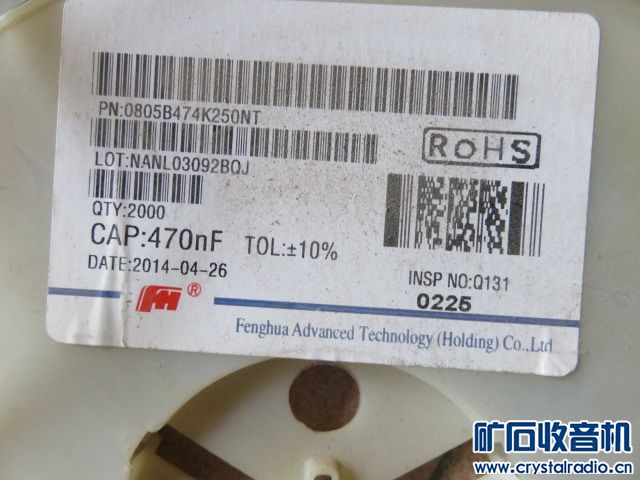 PN:0805B474K250NT
RoHS
LOT:NANL03092BQJ
QTY:2000
CAP:470nF TOL:±10%
DATE:2014-04-26
INSP NO:Q131
0225
FH ®
Fenghua Advanced Technology (Holding) Co.,Ltd
矿石收音机
www.crystalradio.cn